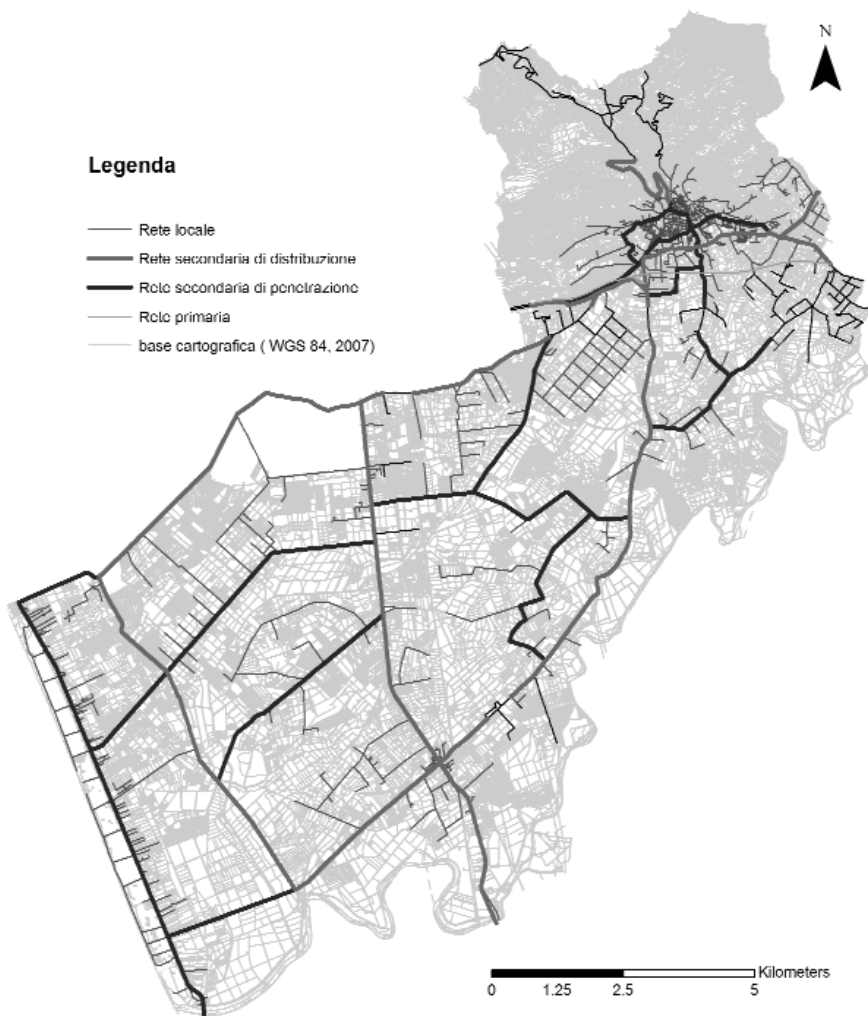 N
Legenda
Rete locale
Rete secondaria di distribuzione
Rete secondaria di penetrazione
Rete primaria
base cartografica ( WGS 84, 2007)
Kilometers
0 1.25 2.5 5